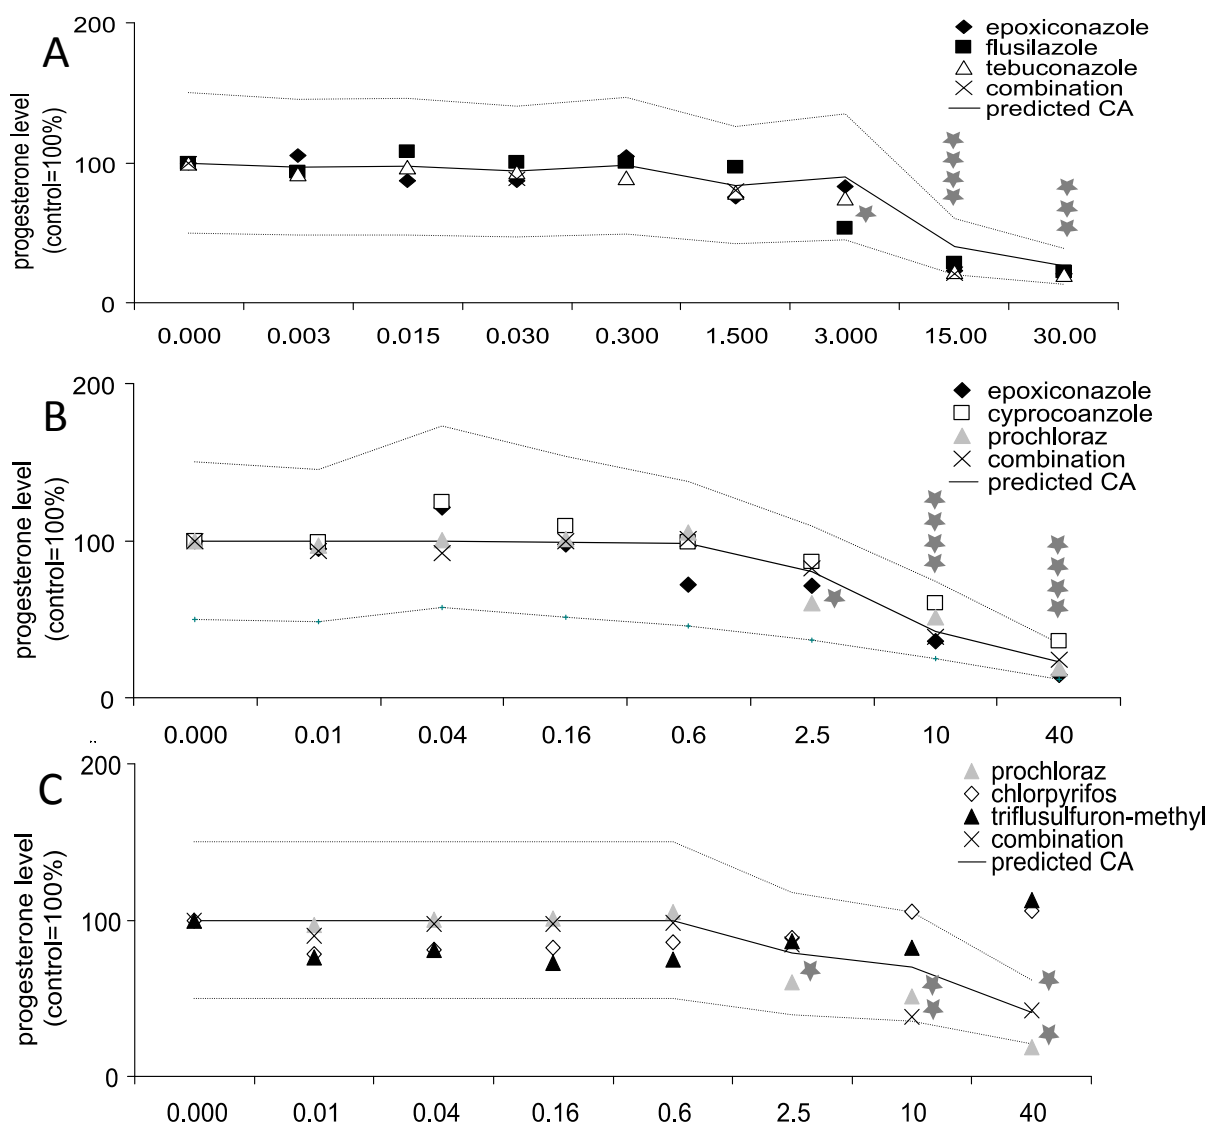 A
progesterone level
(control=100%)
200
100
0
epoxiconazole
flusilazole
tebuconazole
combination
predicted CA
0.000 0.003 0.015 0.030 0.300 1.500 3.000 15.00 30.00
B
progesterone level
(control=100%)
200
100
0
epoxiconazole
cyprocoanzole
prochloraz
combination
predicted CA
0.000 0.01 0.04 0.16 0.6 2.5 10 40
C
progesterone level
(control=100%)
200
100
0
prochloraz
chlorpyrifos
triflusulfuron-methyl
combination
predicted CA
0.000 0.01 0.04 0.16 0.6 2.5 10 40